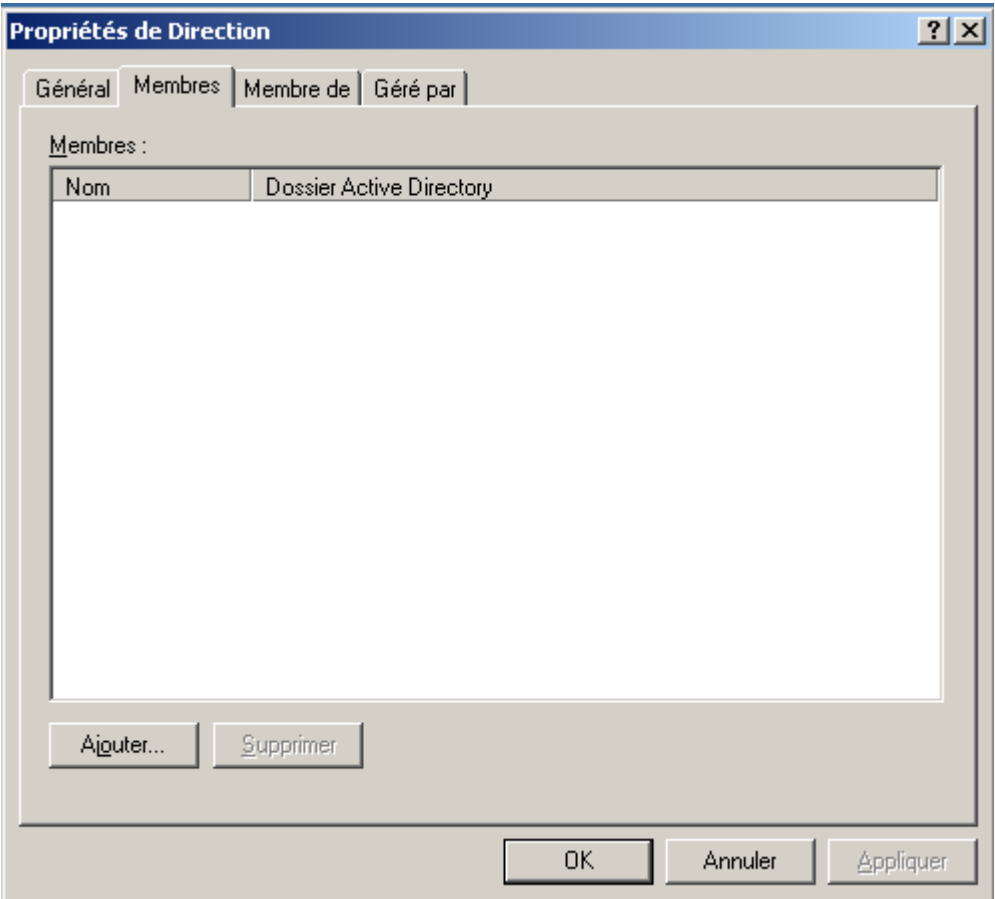 Propriétés de Direction
Général Membres Membre de Géré par
Membres :
Nom Dossier Active Directory
Ajouter... Supprimer
OK Annuler Appliquer